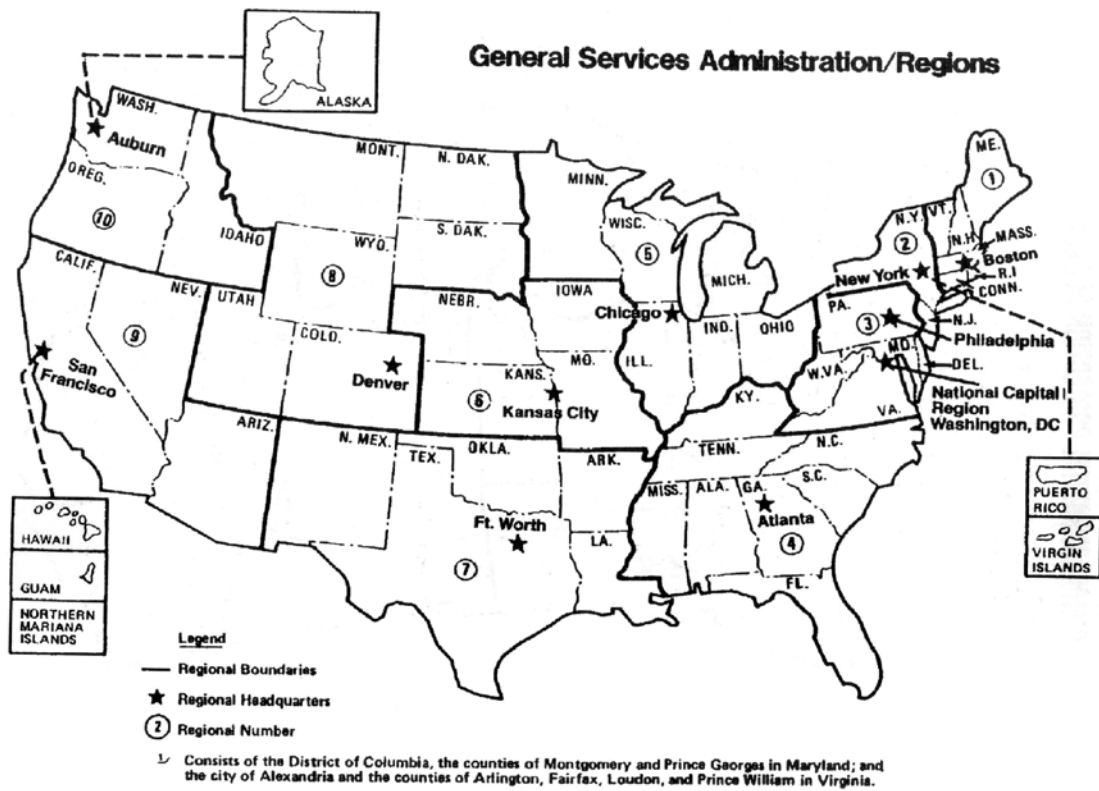 General Services Administration/Regions
ALASKA
WASH.
Auburn
OREG.
10
IDAHO
MONT.
N. DAK.
S. DAK.
WYO.
8
MINN.
WISC.
5
MICH.
ME.
1
N.Y.
VT.
2
N.H.
MASS.
Boston
New York
R.I
CONN.
CALIF.
NEV.
9
UTAH
COLO.
Denver
NEBR.
IOWA
Chicago
ILL.
IND.
OHIO
PA.
3
N.J.
Philadelphia
MD.
DEL.
San
Francisco
KANS.
6
MO.
Kansas City
KY.
W.VA
VA.
National Capital
Region
Washington, DC
ARIZ.
N. MEX.
TEX.
OKLA.
ARK.
TENN.
N.C.
S.C.
MISS.
ALA.
GA.
Atlanta
4
Ft. Worth
7
LA.
FL.
PUERTO
RICO
VIRGIN
ISLANDS
HAWAII
GUAM
NORTHERN
MARIANA
ISLANDS
Legend
Regional Boundaries
Regional Headquarters
2 Regional Number
1/ Consists of the District of Columbia, the counties of Montgomery and Prince Georges in Maryland; and
the city of Alexandria and the counties of Arlington, Fairfax, Loudon, and Prince William in Virginia.